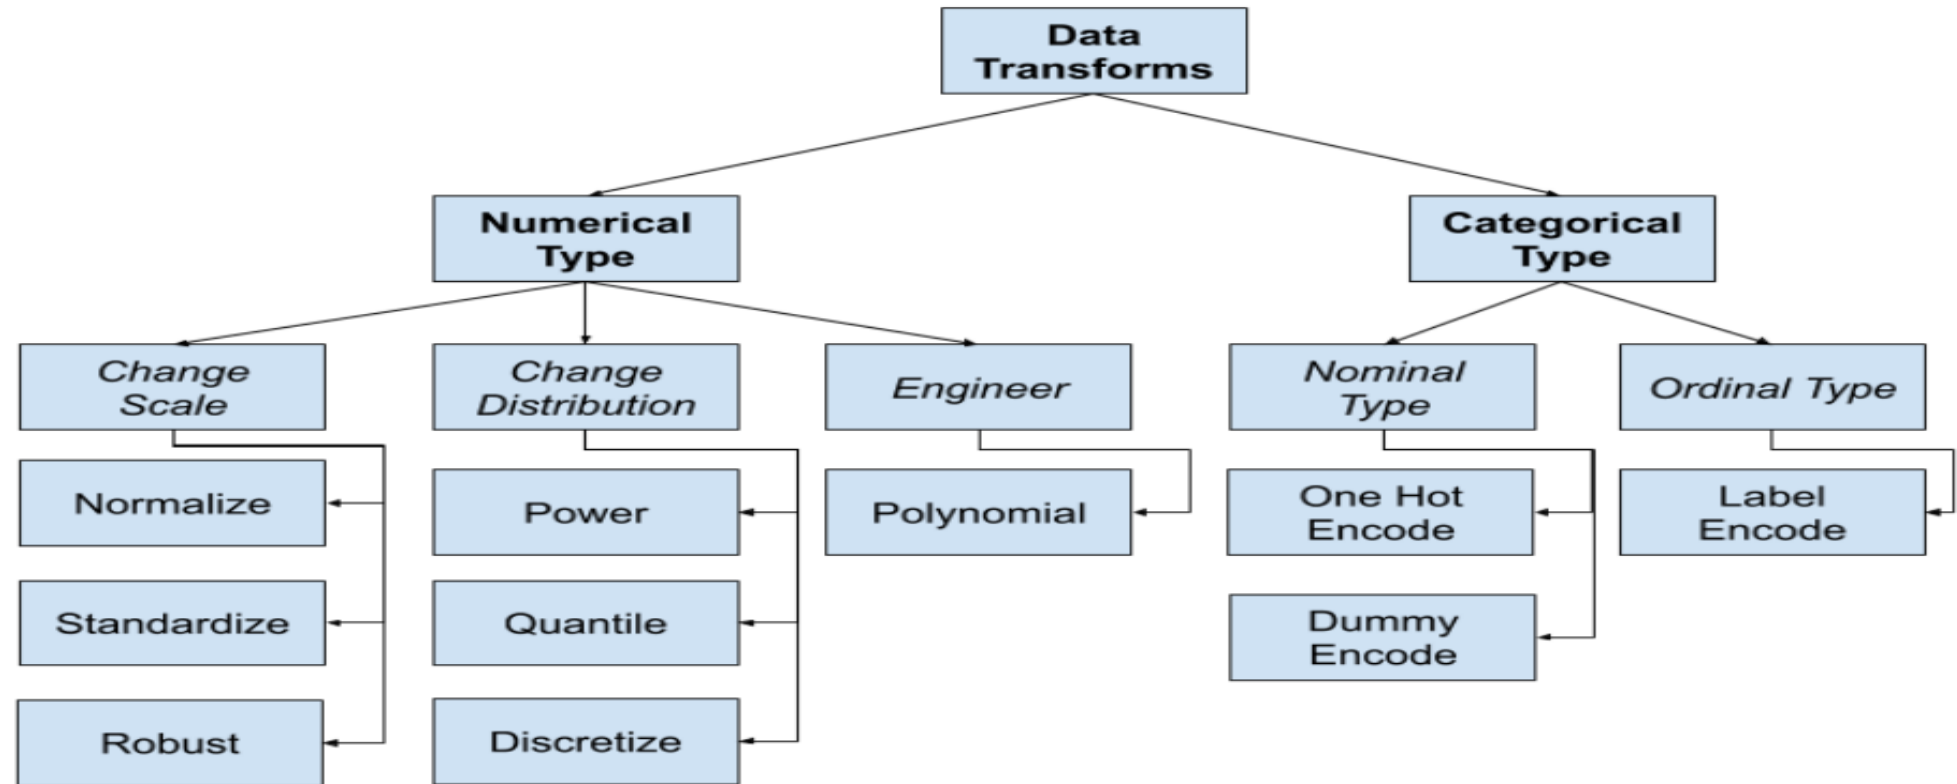 Data
Transforms
Numerical
Type
Categorical
Type
Change
Scale
Change
Distribution
Engineer
Nominal
Type
Ordinal Type
Normalize
Power
Polynomial
One Hot
Encode
Label
Encode
Standardize
Quantile
Dummy
Encode
Robust
Discretize